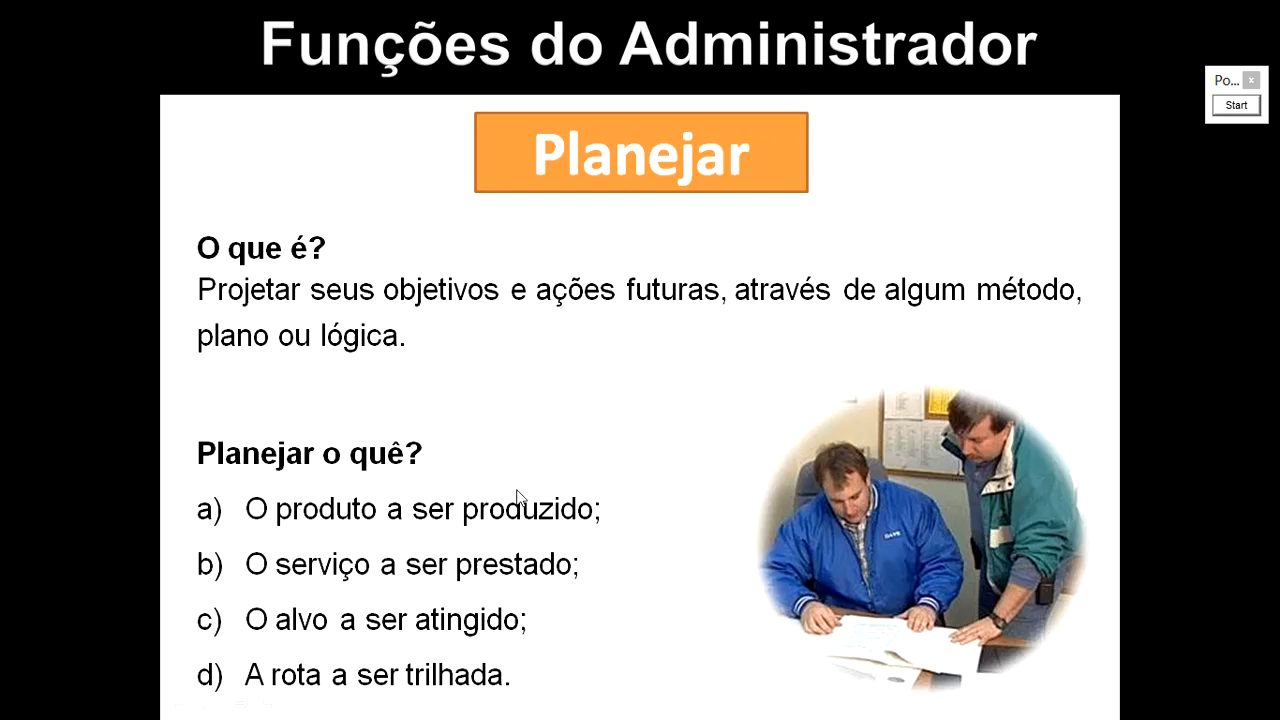 Funções do Administrador
Po... x
Start
Planejar
O que é?
Projetar seus objetivos e ações futuras, através de algum método,
plano ou lógica.
Planejar o quê?
a) O produto a ser produzido;
b) O serviço a ser prestado;
c) O alvo a ser atingido;
d) A rota a ser trilhada.